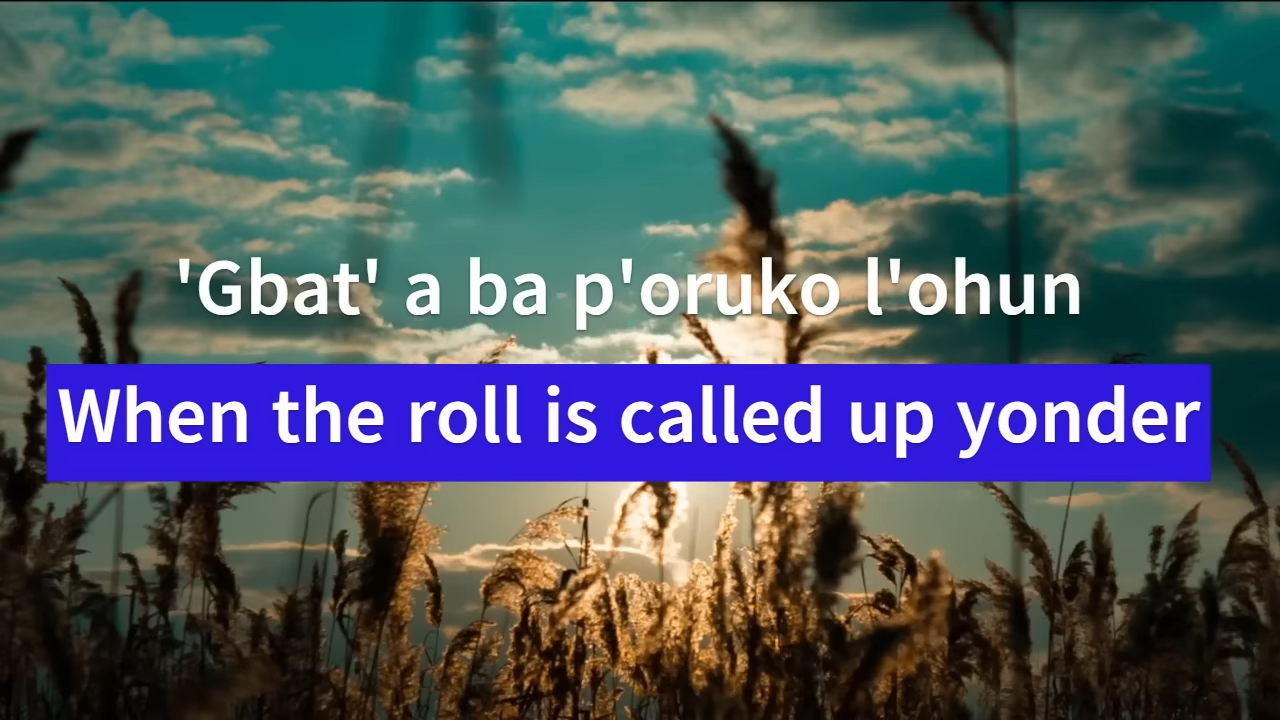 'Gbat' a ba p'oruko l'ohun
When the roll is called up yonder